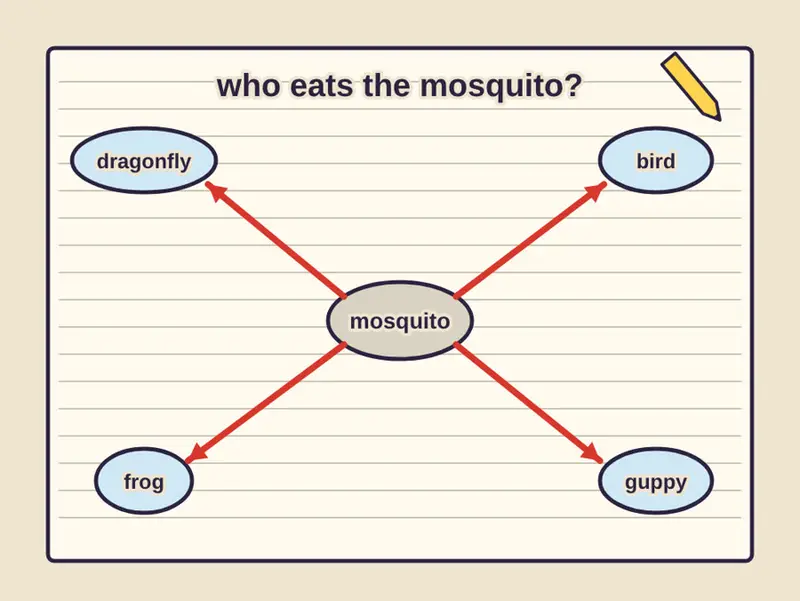 who eats the mosquito?
dragonfly
bird
mosquito
frog
guppy